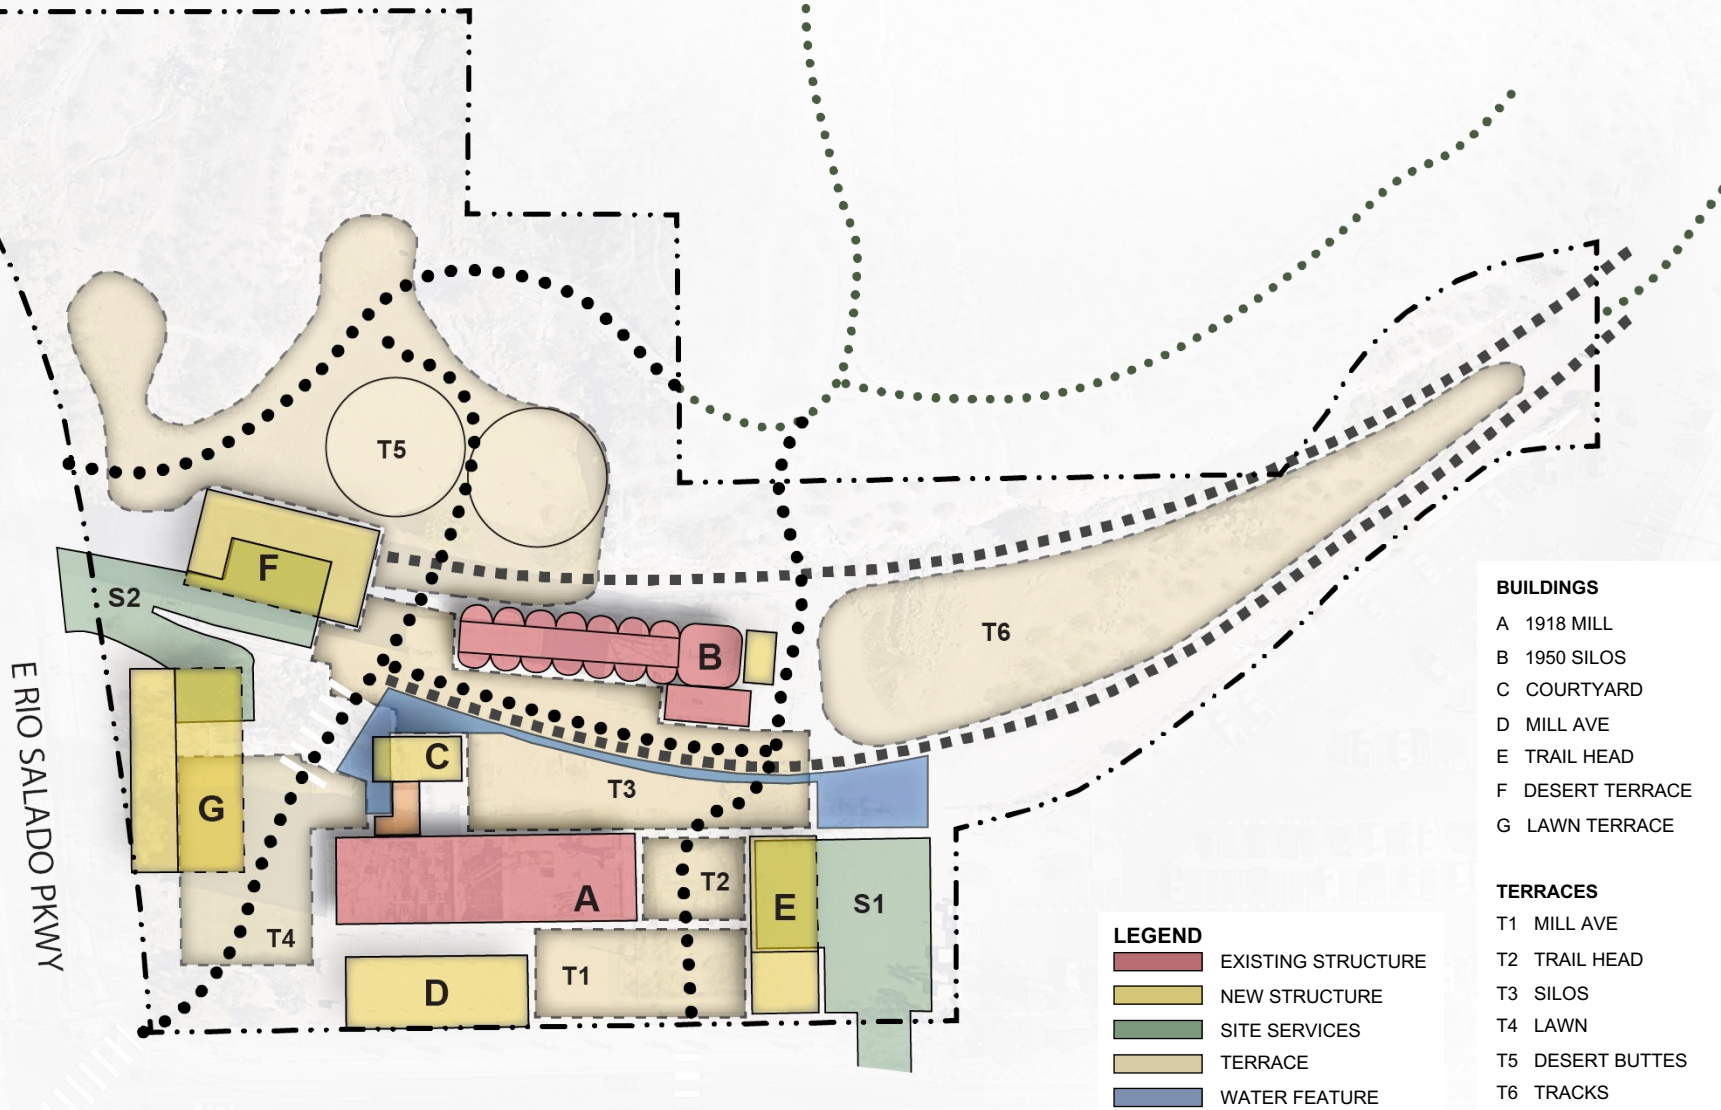 T5
F
S2
B
T6
E RIO SALADO PKWY
C
T3
G
A
T2
E
S1
T4
T1
D
BUILDINGS
A 1918 MILL
B 1950 SILOS
C COURTYARD
D MILL AVE
E TRAIL HEAD
F DESERT TERRACE
G LAWN TERRACE
TERRACES
T1 MILL AVE
T2 TRAIL HEAD
T3 SILOS
T4 LAWN
T5 DESERT BUTTES
T6 TRACKS
LEGEND
EXISTING STRUCTURE
NEW STRUCTURE
SITE SERVICES
TERRACE
WATER FEATURE